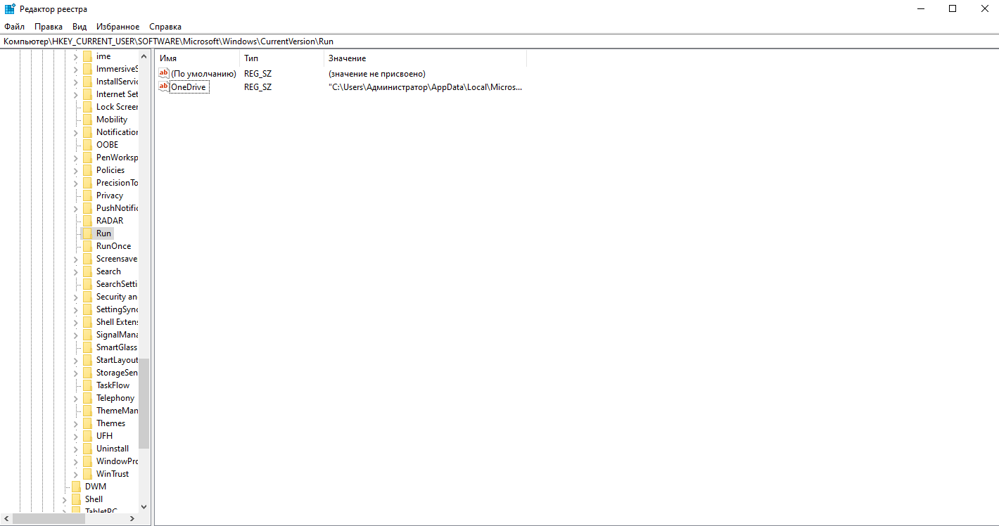 Редактор реестра
Файл Правка Вид Избранное Справка
Компьютер\HKEY_CURRENT_USER\SOFTWARE\Microsoft\Windows\CurrentVersion\Run
ime
ImmersiveS
InstallServic
Internet Set
Lock Screer
Mobility
Notification
OOBE
PenWorksp
Policies
PrecisionTo
Privacy
PushNotific
RADAR
Run
RunOnce
Screensave
Search
SearchSetti
Security an
SettingSync
Shell Extens
SignalMana
SmartGlass
StartLayout
StorageSen
TaskFlow
Telephony
ThemeMan
Themes
UFH
Uninstall
WindowPro
WinTrust
DWM
Shell
TabletPC
Имя Тип Значение
(По умолчанию) REG_SZ (значение не присвоено)
OneDrive REG_SZ "C:\Users\Администратор\AppData\Local\Micros...